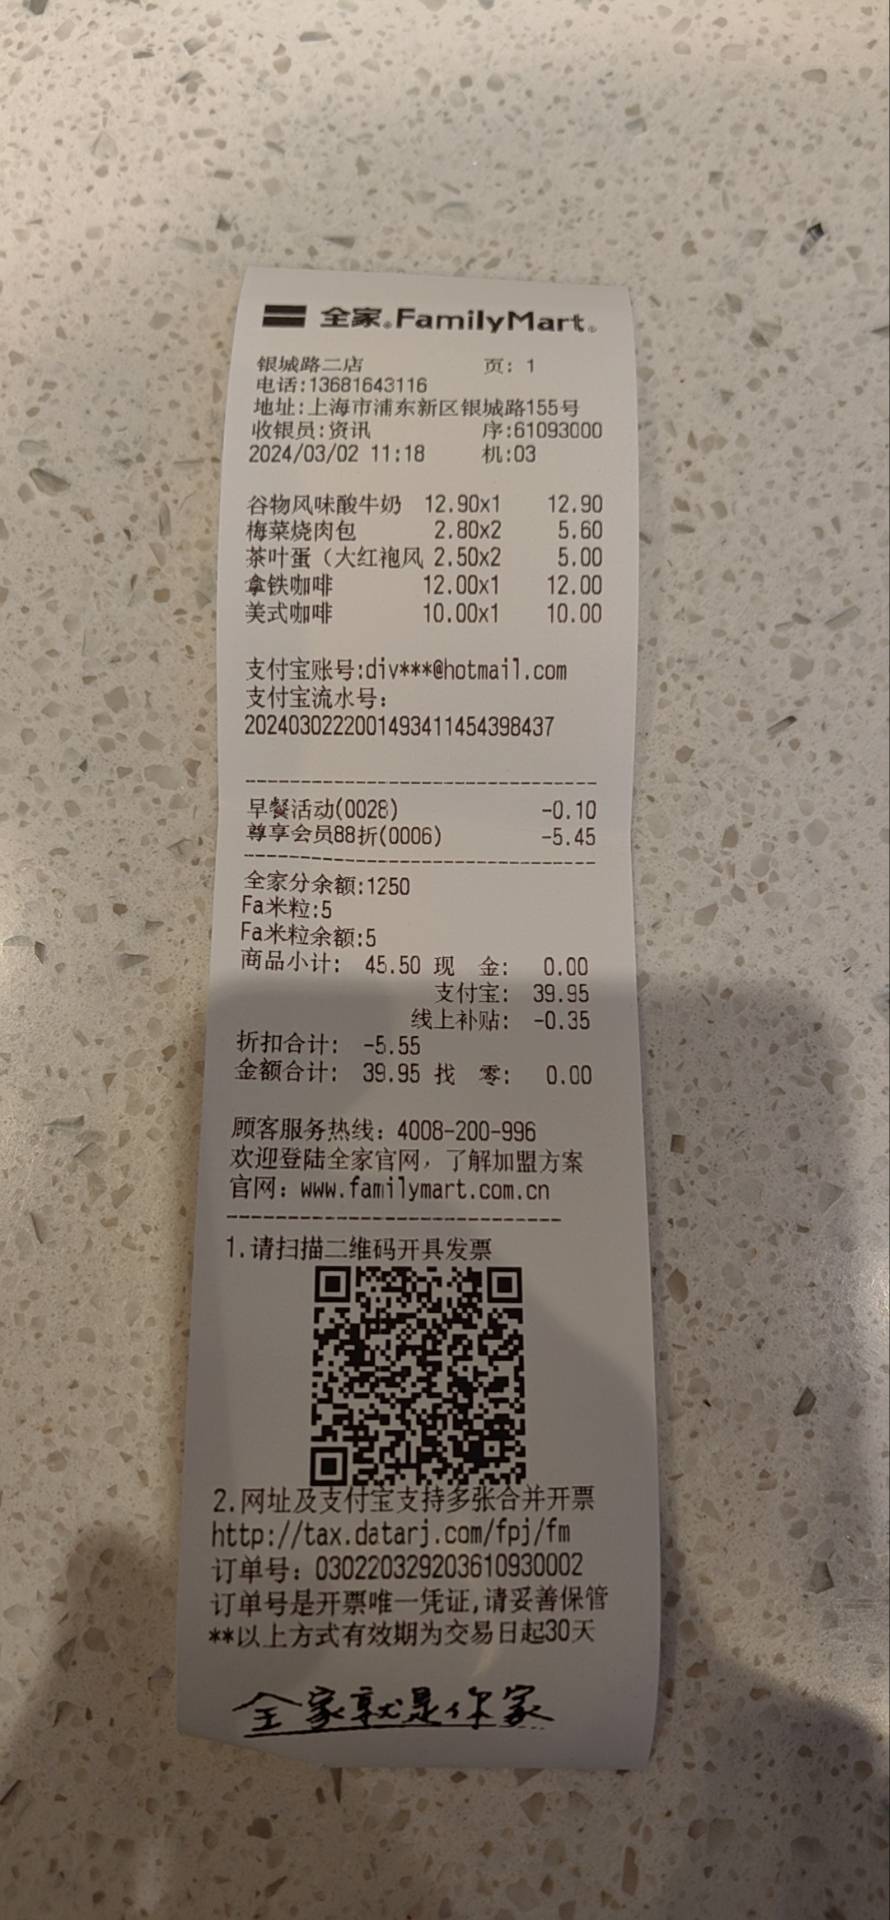 全家®FamilyMart®
银城路二店 页: 1
电话:13681643116
地址:上海市浦东新区银城路155号
收银员:资讯 序:61093000
2024/03/02 11:18 机:03
谷物风味酸牛奶 12.90x1 12.90
梅菜烧肉包 2.80x2 5.60
茶叶蛋（大红袍风 2.50x2 5.00
拿铁咖啡 12.00x1 12.00
美式咖啡 10.00x1 10.00
支付宝账号:div***@hotmail.com
支付宝流水号:
2024030222001493411454398437
早餐活动(0028) -0.10
尊享会员88折(0006) -5.45
全家分余额:1250
Fa米粒:5
Fa米粒余额:5
商品小计: 45.50 现 金: 0.00
支付宝: 39.95
线上补贴: -0.35
折扣合计: -5.55
金额合计: 39.95 找 零: 0.00
顾客服务热线: 4008-200-996
欢迎登陆全家官网，了解加盟方案
官网: www.familymart.com.cn
1.请扫描二维码开具发票
2.网址及支付宝支持多张合并开票
http://tax.datarj.com/fpj/fm
订单号: 030220329203610930002
订单号是开票唯一凭证,请妥善保管
**以上方式有效期为交易日起30天
全家就是你家